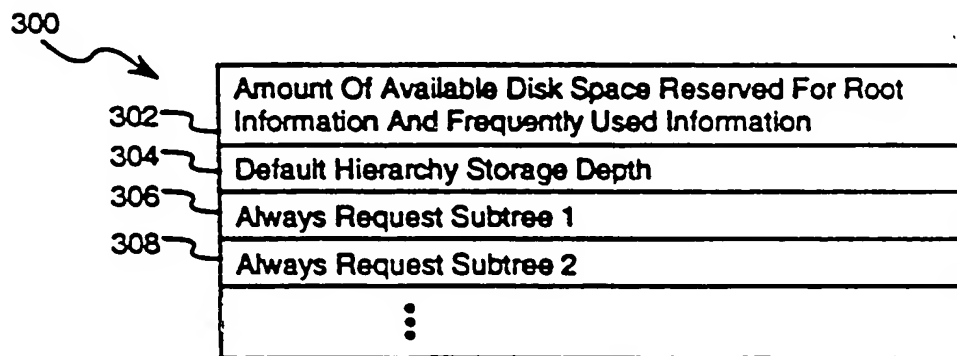 300
302
Amount Of Available Disk Space Reserved For Root
Information And Frequently Used Information
304
Default Hierarchy Storage Depth
306
Always Request Subtree 1
308
Always Request Subtree 2